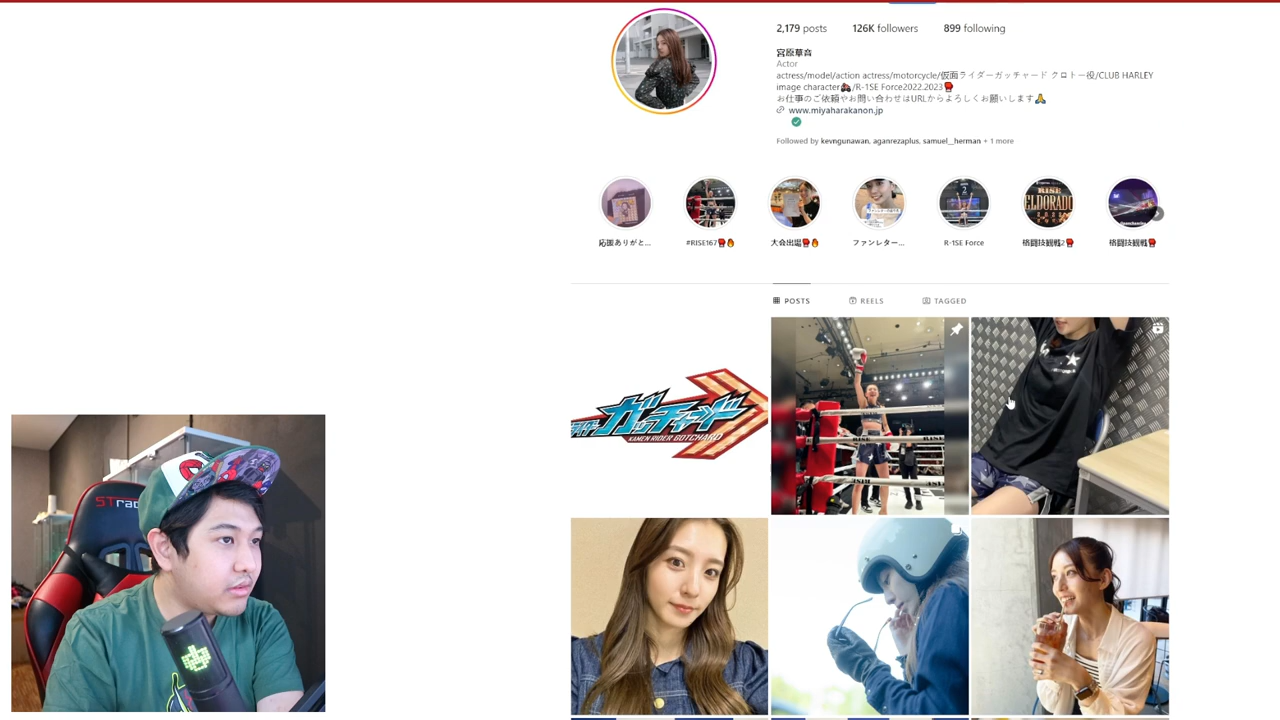 2,179 posts 126K followers 899 following
宮原華音
Actor
actress/model/action actress/motorcycle/仮面ライダーガッチャード クロトー役/CLUB HARLEY
image character🏍/R-1SE Force2022.2023🥊
お仕事のご依頼やお問い合わせはURLからよろしくお願いします🙏
www.miyaharakanon.jp
Followed by kevngunawan, aganrezaplus, samuel__herman + 1 more
応援ありがと... #RISE167🥊🔥 大会出場🥊🔥 ファンレター... R-1SE Force 格闘技観戦2🥊 格闘技観戦🥊
POSTS REELS TAGGED
ガッチャード
KAMEN RIDER GOTCHARD
RISE
STrac